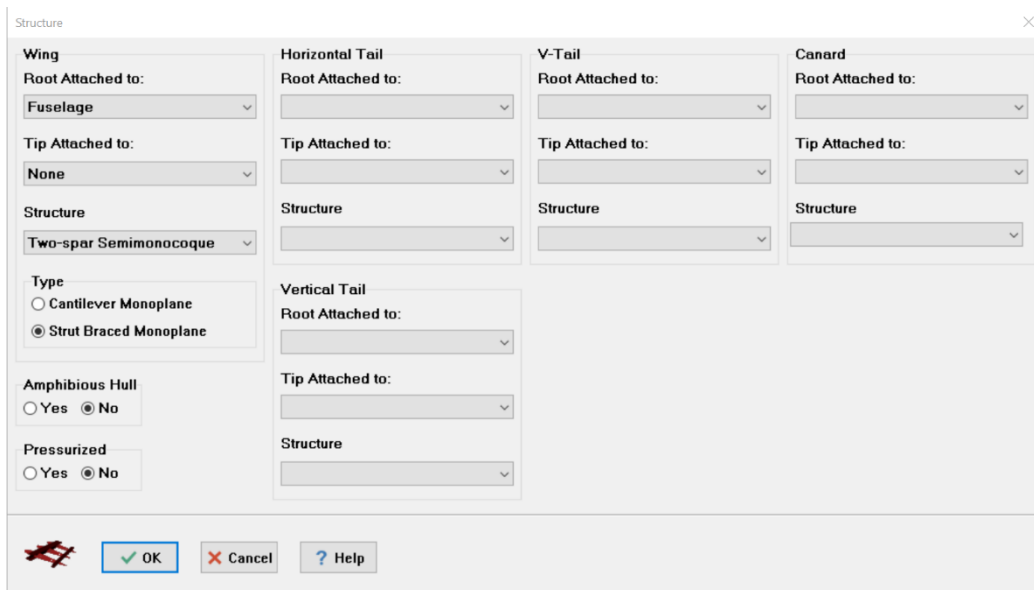 Structure
Wing
Root Attached to:
Fuselage
Tip Attached to:
None
Structure
Two-spar Semimonocoque
Type
Cantilever Monoplane
Strut Braced Monoplane
Amphibious Hull
Yes No
Pressurized
Yes No
Horizontal Tail
Root Attached to:
Tip Attached to:
Structure
Vertical Tail
Root Attached to:
Tip Attached to:
Structure
V-Tail
Root Attached to:
Tip Attached to:
Structure
Canard
Root Attached to:
Tip Attached to:
Structure
OK Cancel ? Help